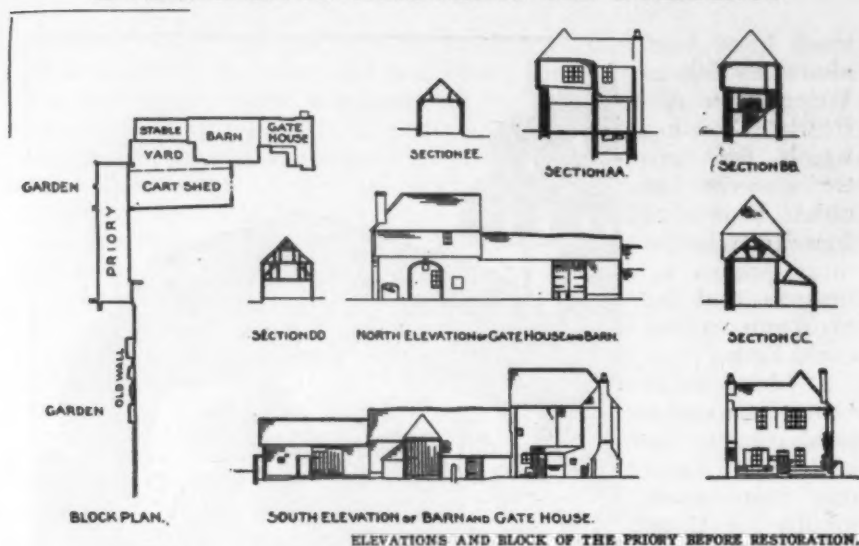 STABLE
BARN
GATE
HOUSE
YARD
GARDEN
CART SHED
PRIORY
OLD WALL
GARDEN
BLOCK PLAN.
SECTION EE.
SECTION AA.
SECTION BB.
SECTION DD
NORTH ELEVATION OF GATE HOUSE AND BARN.
SECTION CC.
SOUTH ELEVATION OF BARN AND GATE HOUSE.
ELEVATIONS AND BLOCK OF THE PRIORY BEFORE RESTORATION.